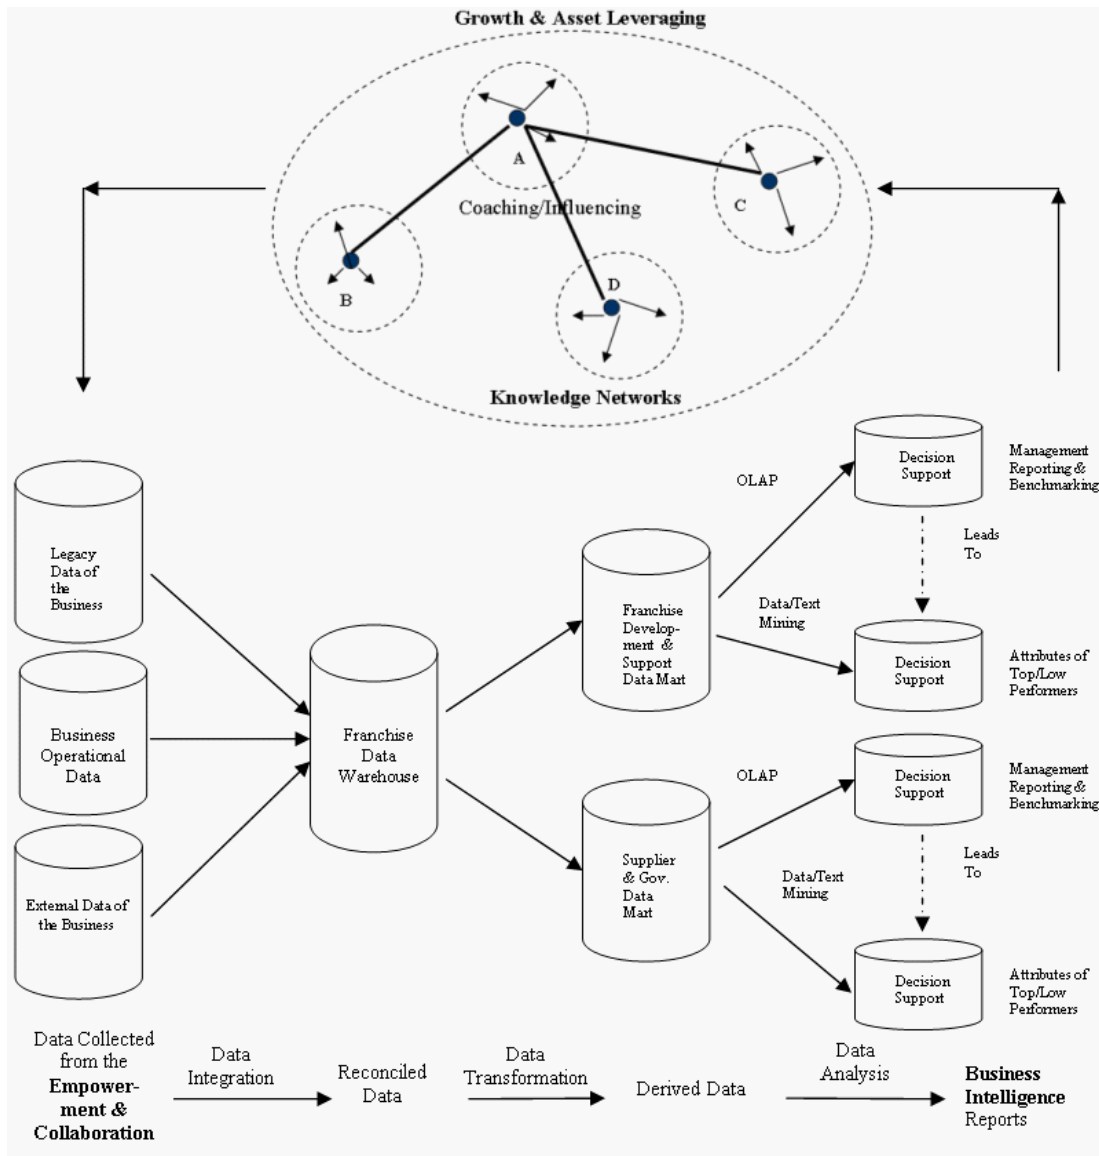 Growth & Asset Leveraging
A
C
Coaching/Influencing
B
D
Knowledge Networks
Legacy
Data of
the
Business
Business
Operational
Data
External Data of
the Business
Franchise
Data
Warehouse
Franchise
Develop-
ment &
Support
Data Mart
Supplier
& Gov.
Data
Mart
OLAP
Data/Text
Mining
OLAP
Data/Text
Mining
Decision
Support
Management
Reporting &
Benchmarking
Leads
To
Decision
Support
Attributes of
Top/Low
Performers
Decision
Support
Management
Reporting &
Benchmarking
Leads
To
Decision
Support
Attributes of
Top/Low
Performers
Data Collected
from the
Empower-
ment &
Collaboration
Data
Integration
Reconciled
Data
Data
Transformation
Derived Data
Data
Analysis
Business
Intelligence
Reports